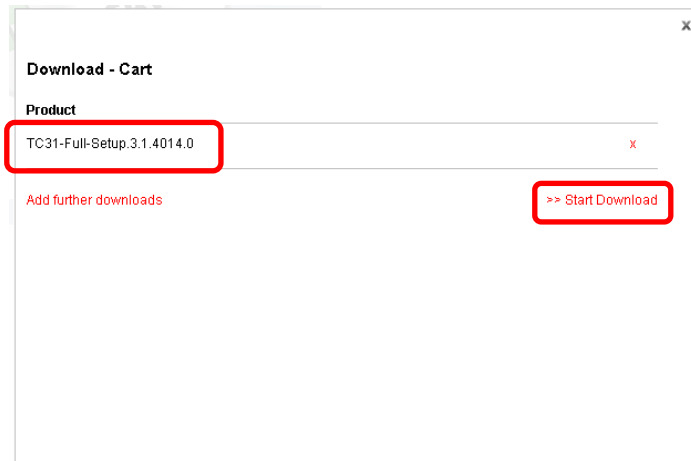 x
Download - Cart
Product
TC31-Full-Setup.3.1.4014.0 x
Add further downloads >> Start Download